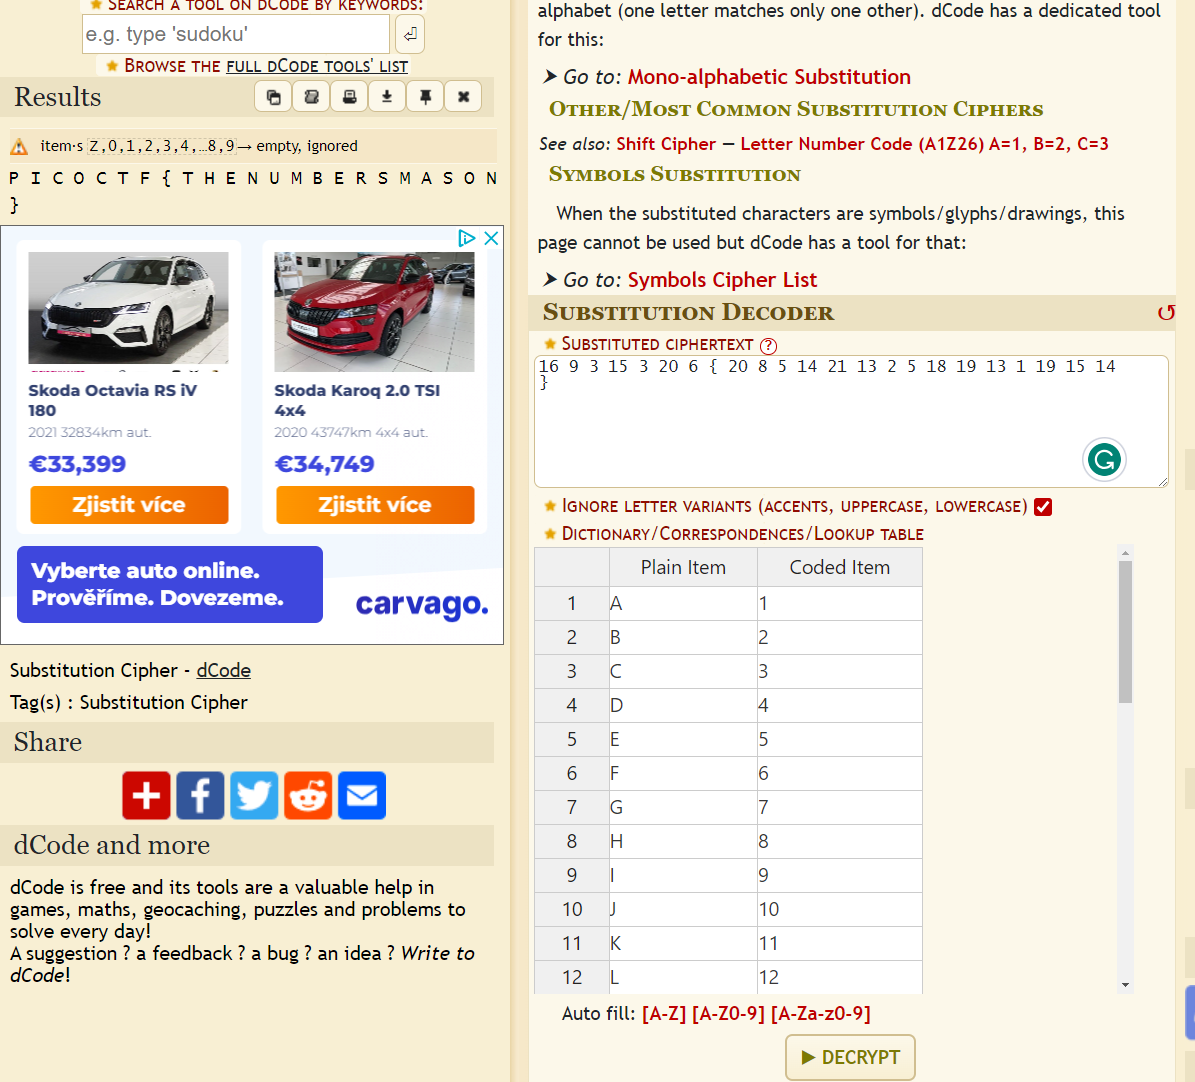 SEARCH A TOOL ON DCODE BY KEYWORDS:
e.g. type 'sudoku'
BROWSE THE FULL DCODE TOOLS' LIST
Results
item·s Z,0,1,2,3,4,…8,9→ empty, ignored
P I C O C T F { T H E N U M B E R S M A S O N
}
Skoda Octavia RS iV
180
2021 32834km aut.
€33,399
Zjistit více
Skoda Karoq 2.0 TSI
4x4
2020 43747km 4x4 aut.
€34,749
Zjistit více
Vyberte auto online.
Prověříme. Dovezeme.
carvago.
Substitution Cipher - dCode
Tag(s) : Substitution Cipher
Share
dCode and more
dCode is free and its tools are a valuable help in
games, maths, geocaching, puzzles and problems to
solve every day!
A suggestion ? a feedback ? a bug ? an idea ? Write to
dCode!
alphabet (one letter matches only one other). dCode has a dedicated tool
for this:
➤ Go to: Mono-alphabetic Substitution
OTHER/MOST COMMON SUBSTITUTION CIPHERS
See also: Shift Cipher — Letter Number Code (A1Z26) A=1, B=2, C=3
SYMBOLS SUBSTITUTION
When the substituted characters are symbols/glyphs/drawings, this
page cannot be used but dCode has a tool for that:
➤ Go to: Symbols Cipher List
SUBSTITUTION DECODER
SUBSTITUTED CIPHERTEXT ?
16 9 3 15 3 20 6 { 20 8 5 14 21 13 2 5 18 19 13 1 19 15 14
}
IGNORE LETTER VARIANTS (ACCENTS, UPPERCASE, LOWERCASE)
DICTIONARY/CORRESPONDENCES/LOOKUP TABLE
Plain Item Coded Item
1 A 1
2 B 2
3 C 3
4 D 4
5 E 5
6 F 6
7 G 7
8 H 8
9 I 9
10 J 10
11 K 11
12 L 12
Auto fill: [A-Z] [A-Z0-9] [A-Za-z0-9]
▶ DECRYPT